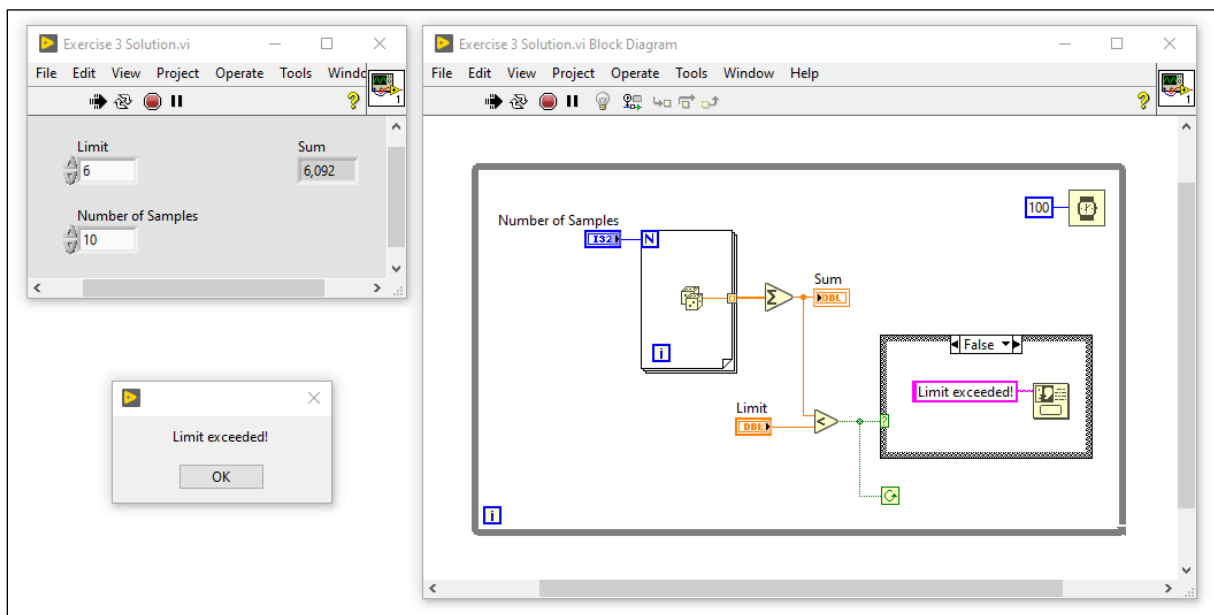 Exercise 3 Solution.vi
File Edit View Project Operate Tools
1
Limit
6
Sum
6,092
Number of Samples
10
Limit exceeded!
OK
Exercise 3 Solution.vi Block Diagram
File Edit View Project Operate Tools Window Help
1
100
Number of Samples
I32
N
i
Σ
Sum
DBL
False
Limit exceeded!
Limit
DBL
<
?
i